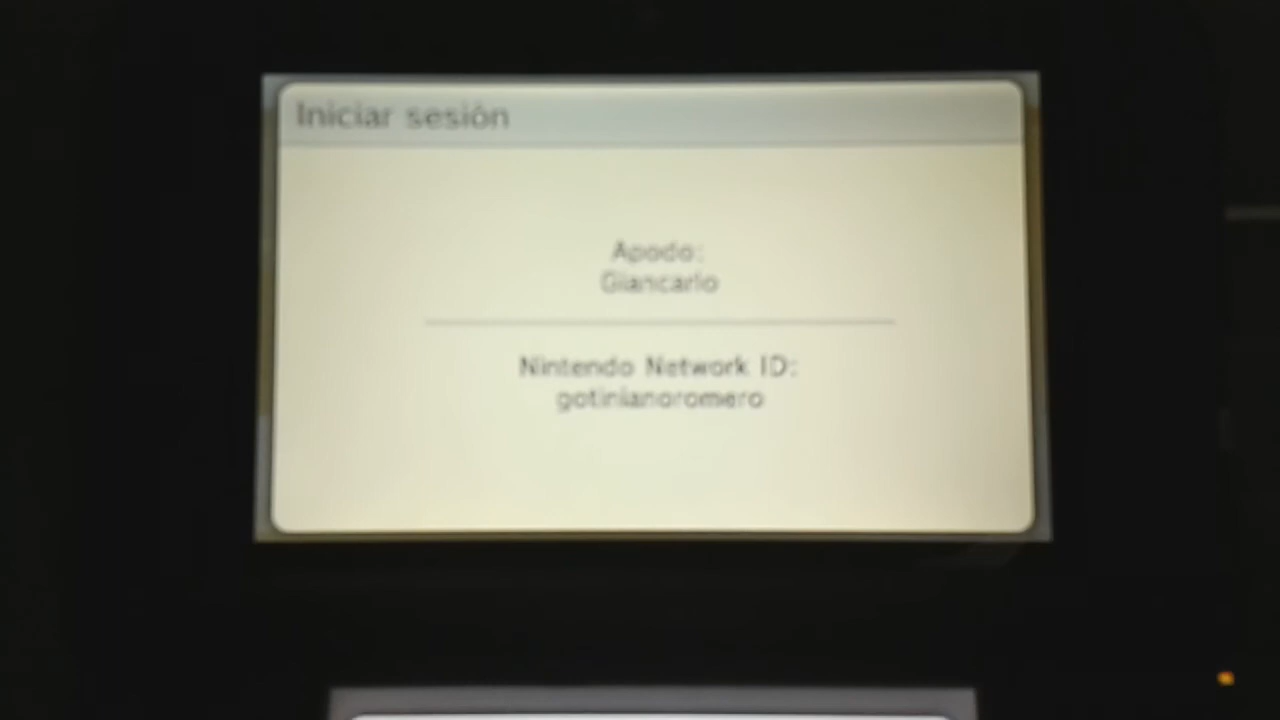 Iniciar sesión
Apodo:
Giancarlo
Nintendo Network ID:
gotinianoromero